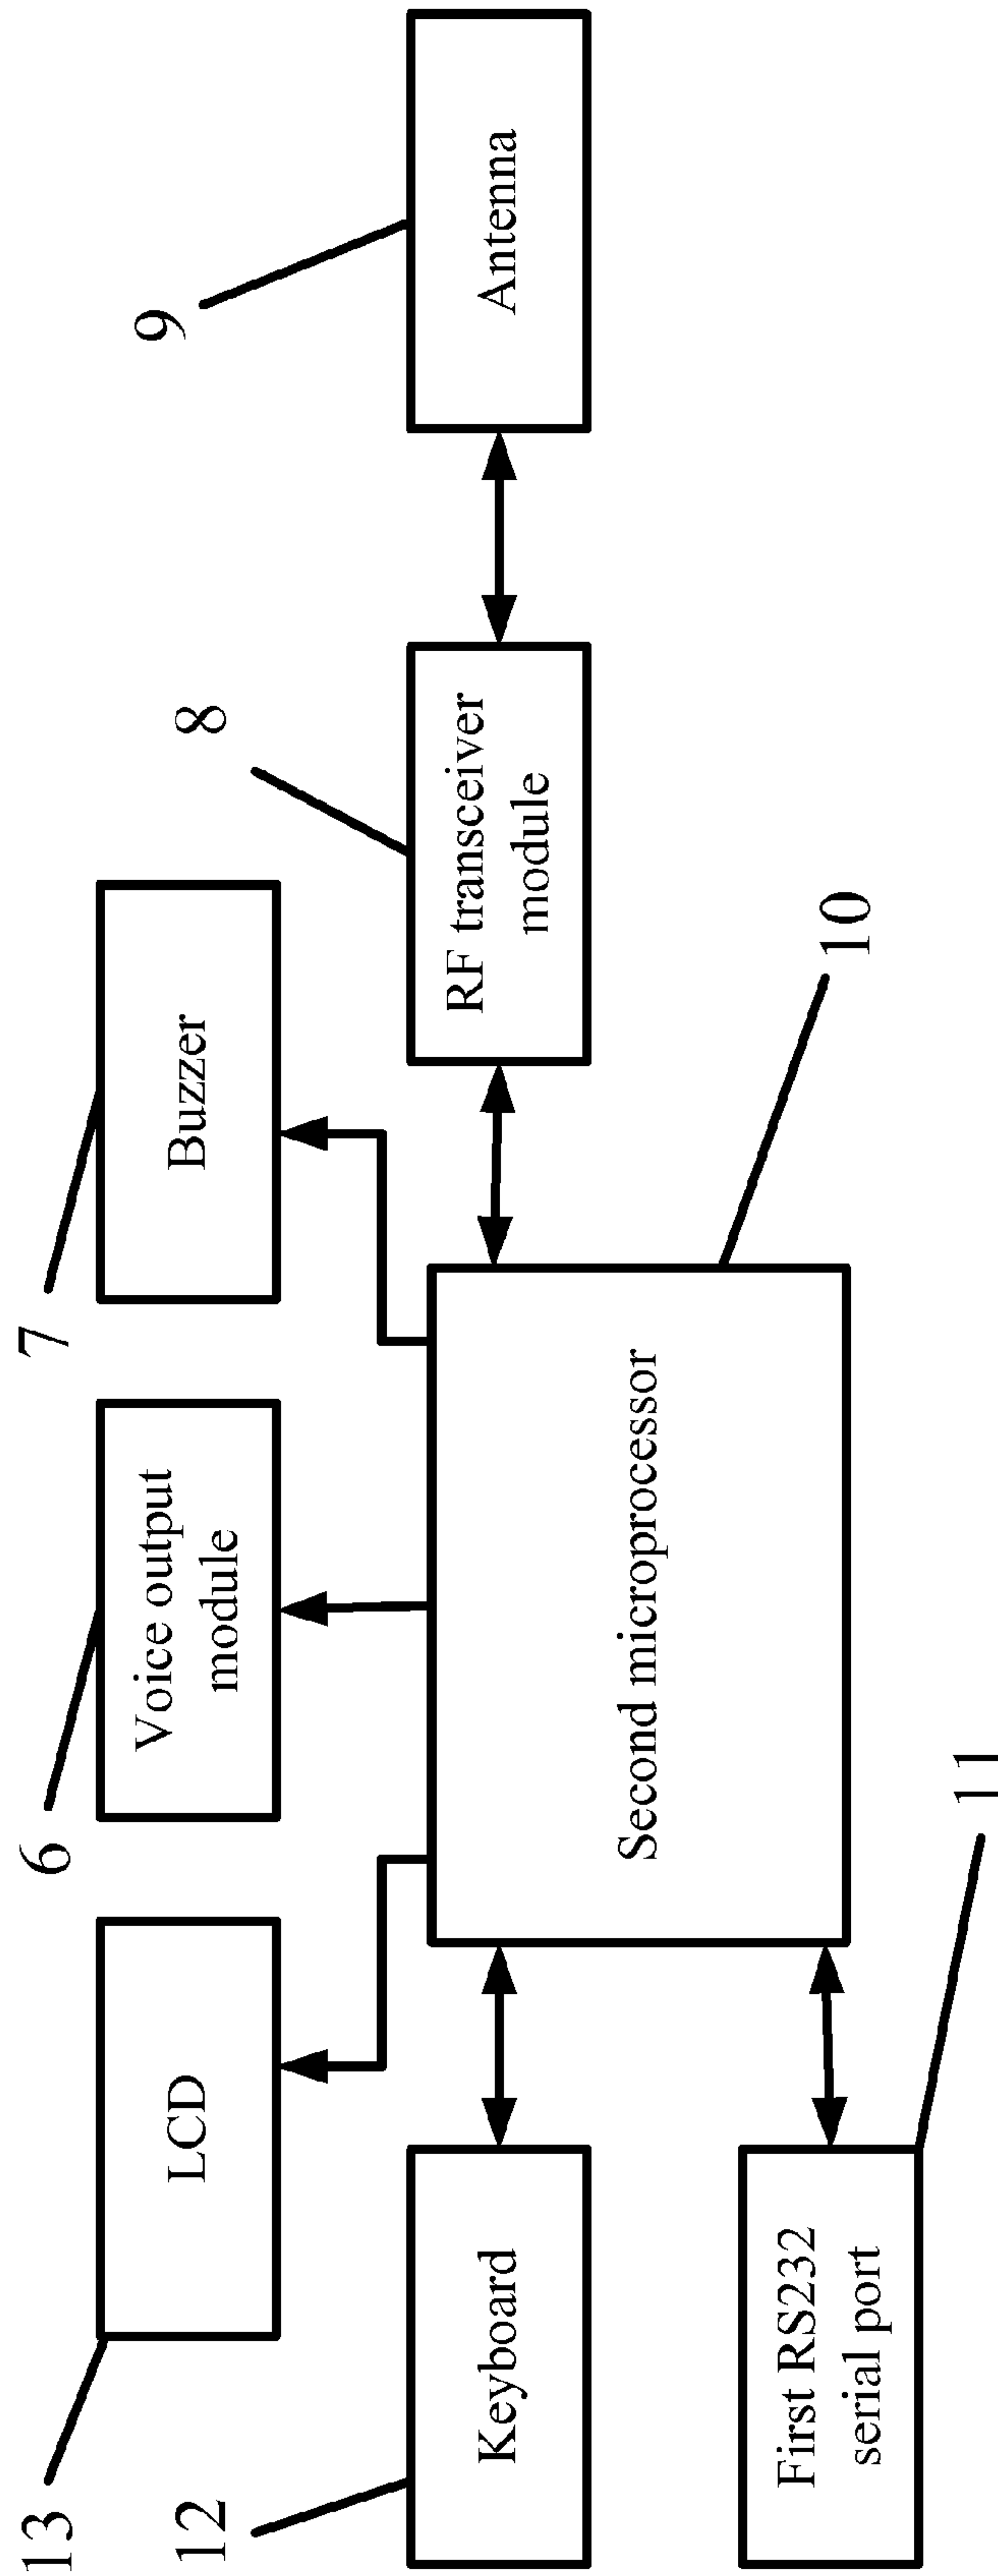 13
6
7
LCD
Voice output
module
Buzzer
8
9
12
Keyboard
RF transceiver
module
Antenna
Second microprocessor
10
First RS232
serial port
11